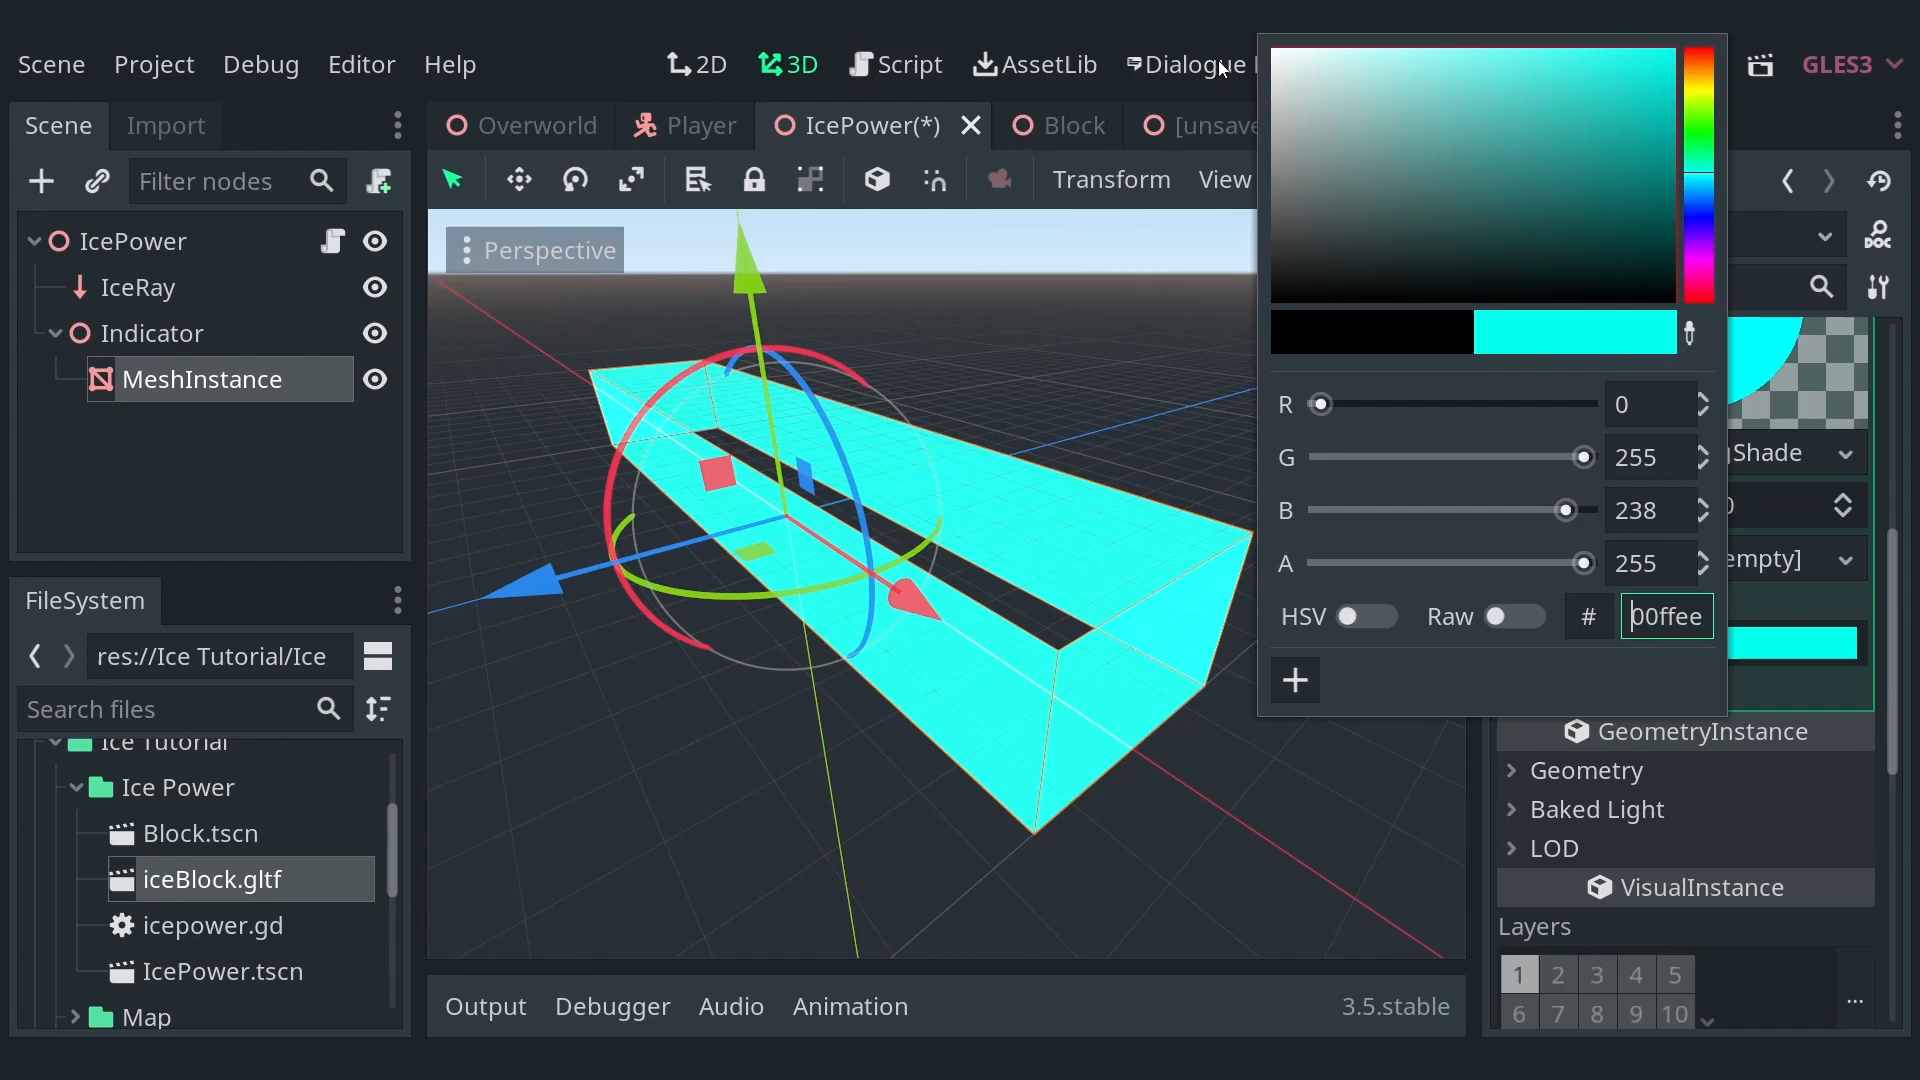 Scene Project Debug Editor Help 2D 3D Script AssetLib Dialogue GLES3
Scene Import
Overworld Player IcePower(*) Block [unsave
Filter nodes
Transform View
IcePower
IceRay
Indicator
MeshInstance
Perspective
R 0
G 255
B 238
A 255
HSV Raw # 00ffee
Shade
0
empty]
GeometryInstance
Geometry
Baked Light
LOD
VisualInstance
Layers
1 2 3 4 5
6 7 8 9 10
...
FileSystem
res://Ice Tutorial/Ice
Search files
Ice Tutorial
Ice Power
Block.tscn
iceBlock.gltf
icepower.gd
IcePower.tscn
Map
Output Debugger Audio Animation 3.5.stable
DOC